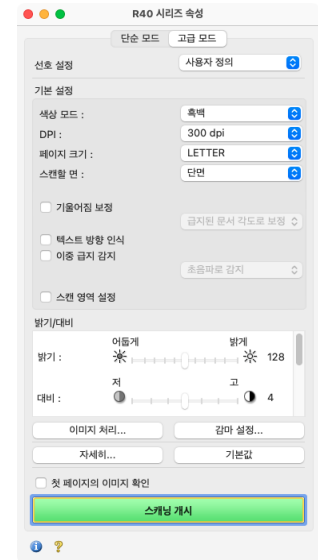 R40 시리즈 속성
단순 모드 고급 모드
선호 설정 사용자 정의
기본 설정
색상 모드 : 흑백
DPI : 300 dpi
페이지 크기 : LETTER
스캔할 면 : 단면
기울어짐 보정
급지된 문서 각도로 보정
텍스트 방향 인식
이중 급지 감지
초음파로 감지
스캔 영역 설정
밝기/대비
어둡게 밝게
밝기 : 128
저 고
대비 : 4
이미지 처리... 감마 설정...
자세히... 기본값
첫 페이지의 이미지 확인
스캐닝 개시